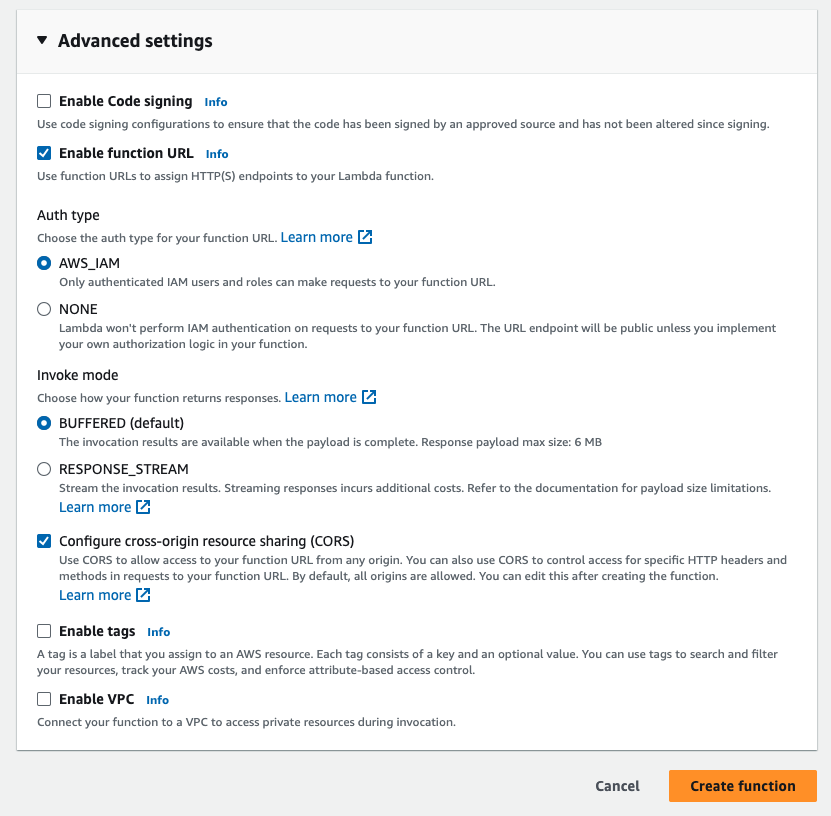 Advanced settings
Enable Code signing Info
Use code signing configurations to ensure that the code has been signed by an approved source and has not been altered since signing.
Enable function URL Info
Use function URLs to assign HTTP(S) endpoints to your Lambda function.
Auth type
Choose the auth type for your function URL. Learn more
AWS_IAM
Only authenticated IAM users and roles can make requests to your function URL.
NONE
Lambda won't perform IAM authentication on requests to your function URL. The URL endpoint will be public unless you implement
your own authorization logic in your function.
Invoke mode
Choose how your function returns responses. Learn more
BUFFERED (default)
The invocation results are available when the payload is complete. Response payload max size: 6 MB
RESPONSE_STREAM
Stream the invocation results. Streaming responses incurs additional costs. Refer to the documentation for payload size limitations.
Learn more
Configure cross-origin resource sharing (CORS)
Use CORS to allow access to your function URL from any origin. You can also use CORS to control access for specific HTTP headers and
methods in requests to your function URL. By default, all origins are allowed. You can edit this after creating the function.
Learn more
Enable tags Info
A tag is a label that you assign to an AWS resource. Each tag consists of a key and an optional value. You can use tags to search and filter
your resources, track your AWS costs, and enforce attribute-based access control.
Enable VPC Info
Connect your function to a VPC to access private resources during invocation.
Cancel Create function